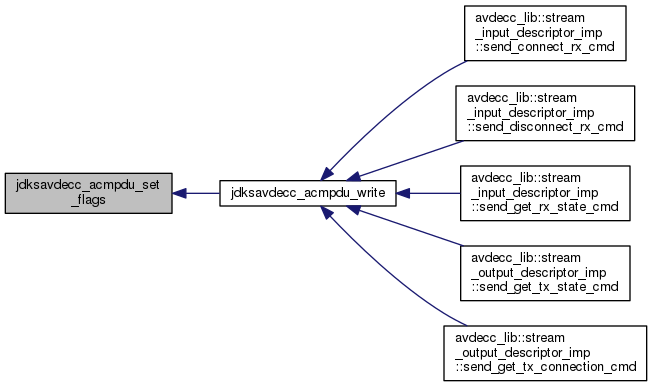 avdecc_lib::stream
_input_descriptor_imp
::send_connect_rx_cmd
avdecc_lib::stream
_input_descriptor_imp
::send_disconnect_rx_cmd
jdksavdecc_acmpdu_set
_flags
jdksavdecc_acmpdu_write
avdecc_lib::stream
_input_descriptor_imp
::send_get_rx_state_cmd
avdecc_lib::stream
_output_descriptor_imp
::send_get_tx_state_cmd
avdecc_lib::stream
_output_descriptor_imp
::send_get_tx_connection_cmd